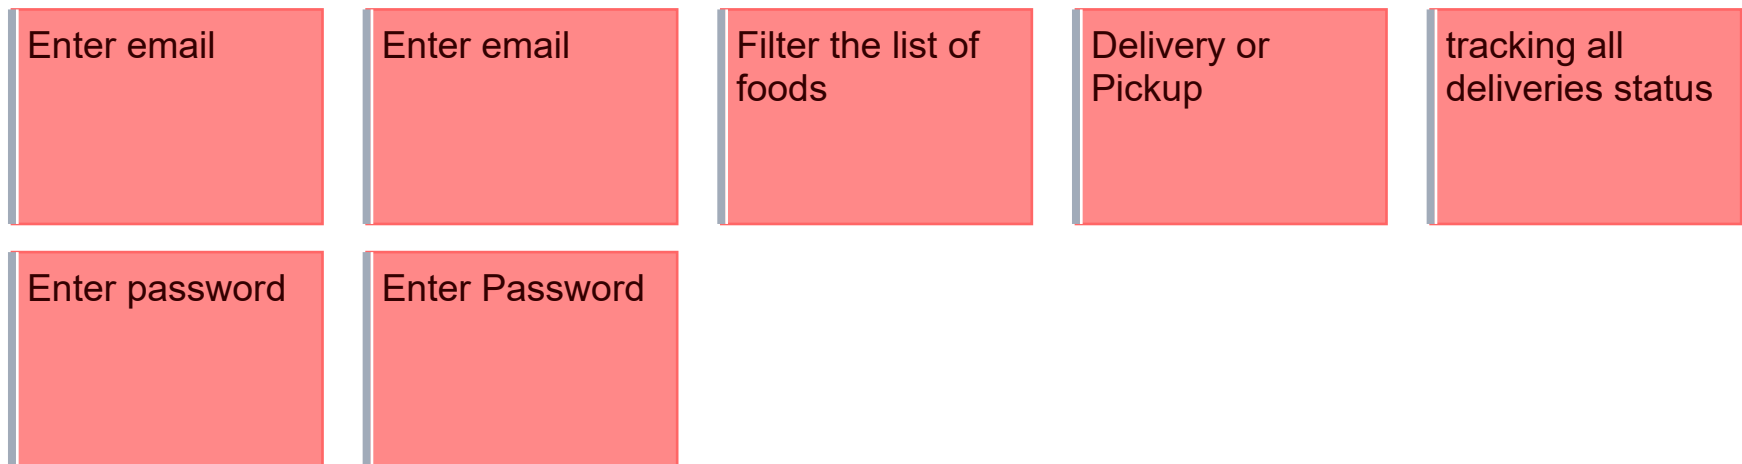 Enter email
Enter email
Filter the list of
foods
Delivery or
Pickup
tracking all
deliveries status
Enter password
Enter Password